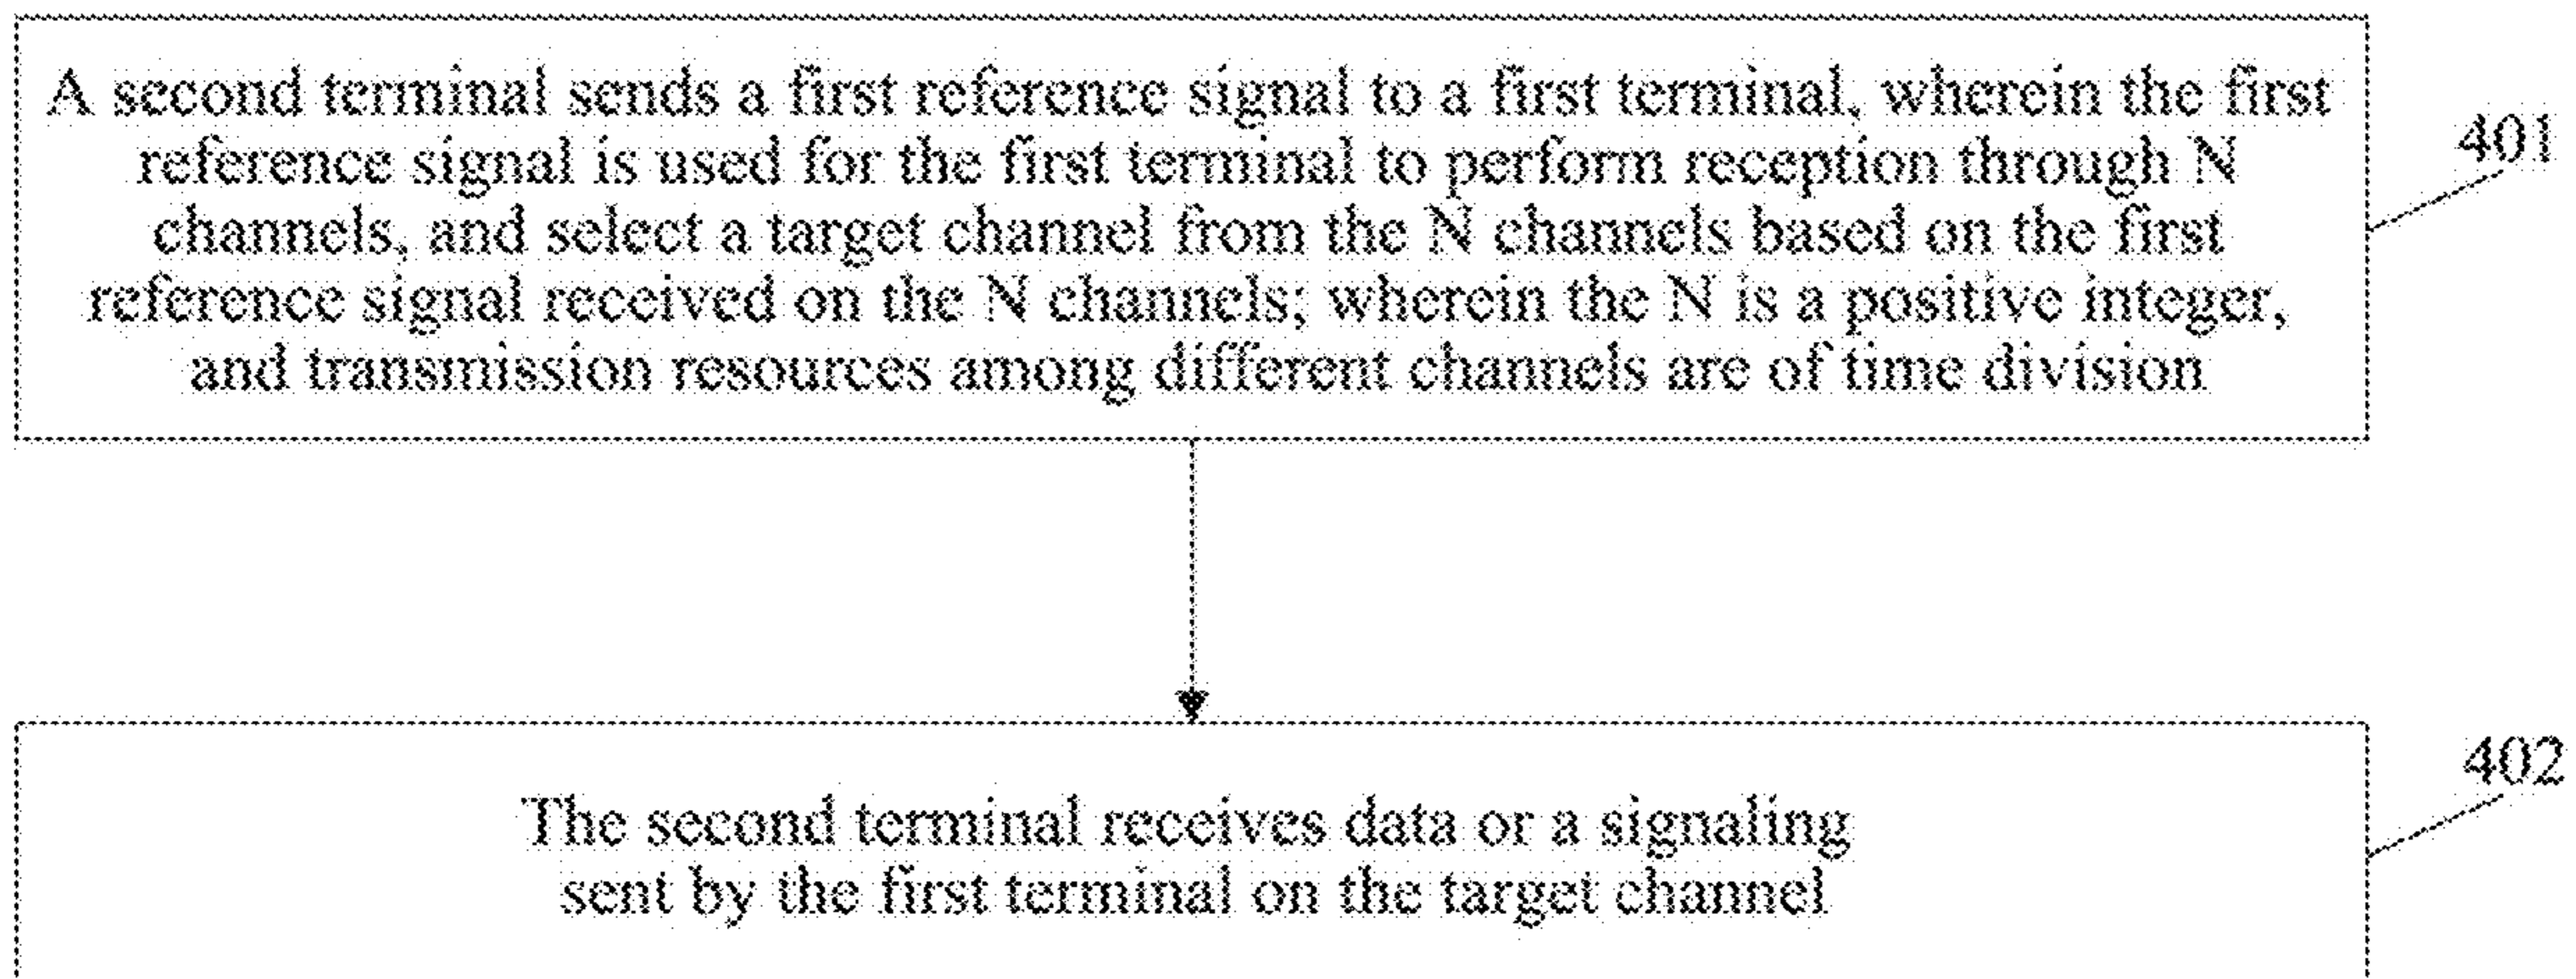 A second terminal sends a first reference signal to a first terminal, wherein the first
reference signal is used for the first terminal to perform reception through N
channels, and select a target channel from the N channels based on the first
reference signal received on the N channels; wherein the N is a positive integer,
and transmission resources among different channels are of time division
401
The second terminal receives data or a signaling
sent by the first terminal on the target channel
402